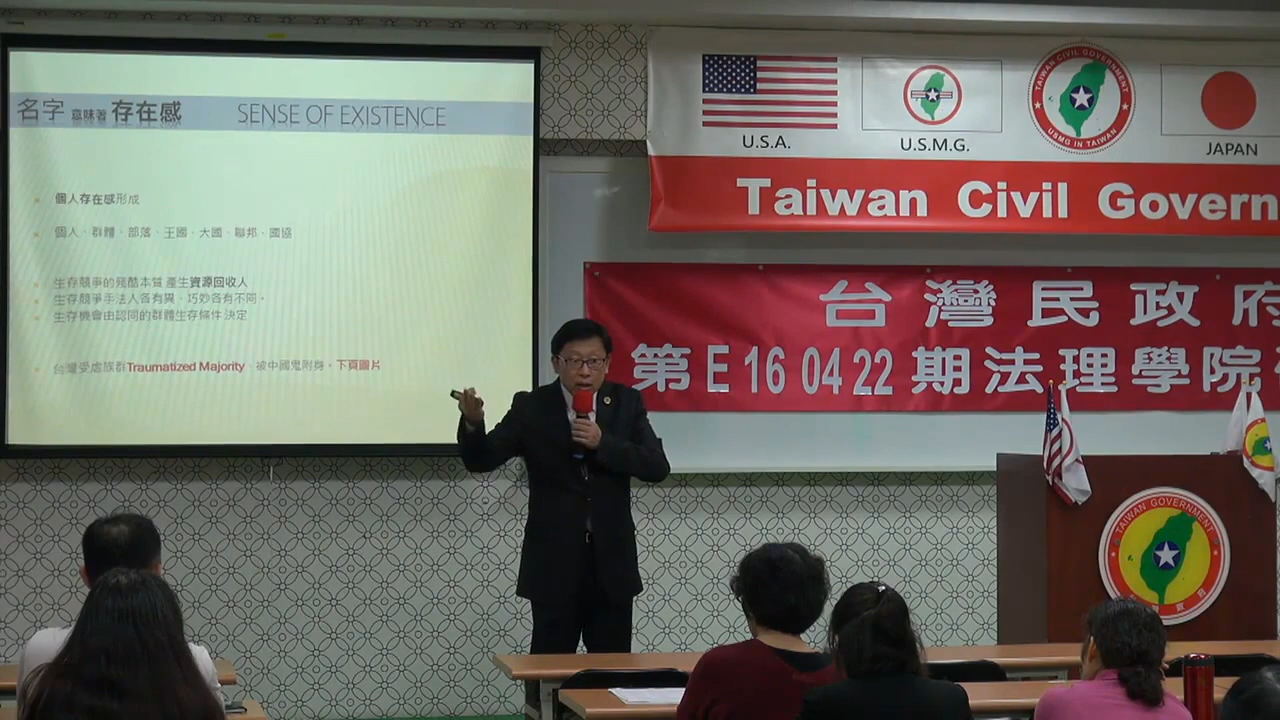 名字 意味著 存在感 SENSE OF EXISTENCE
個人存在感形成
個人、群體、部落、王國、大國、聯邦、國協
生存競爭的殘酷本質 產生資源回收人
生存競爭手法人各有異、巧妙各有不同。
生存機會由認同的群體生存條件決定
台灣受虐族群Traumatized Majority 被中國鬼附身。下頁圖片
U.S.A.
U.S.M.G.
TAIWAN CIVIL GOVERNMENT
USMG IN TAIWAN
JAPAN
Taiwan Civil Govern
台灣民政府
第E 16 04 22 期法理學院
TAIWAN GOVERNMENT
民政府